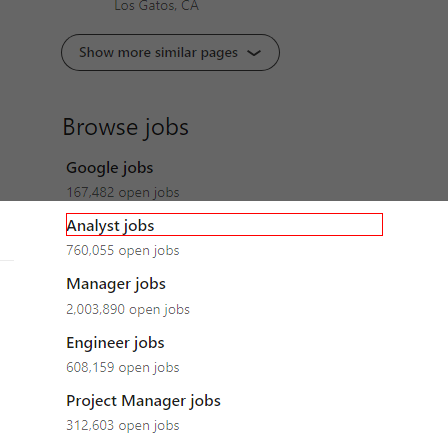 Los Gatos, CA
Show more similar pages
Browse jobs
Google jobs
167,482 open jobs
Analyst jobs
760,055 open jobs
Manager jobs
2,003,890 open jobs
Engineer jobs
608,159 open jobs
Project Manager jobs
312,603 open jobs